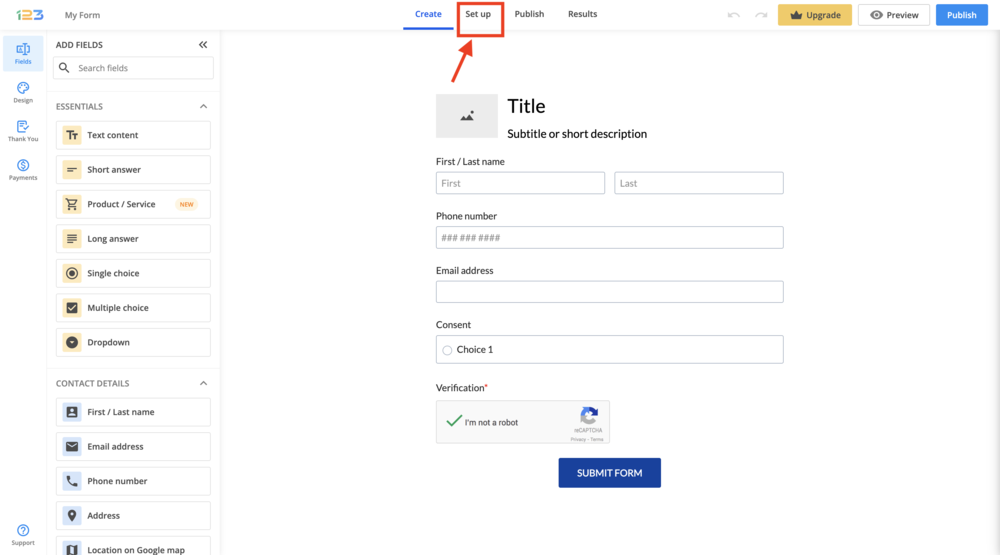 123 My Form Create Set up Publish Results Upgrade Preview Publish
Fields
Design
Thank You
Payments
Support
ADD FIELDS
Search fields
ESSENTIALS
Text content
Short answer
Product / Service NEW
Long answer
Single choice
Multiple choice
Dropdown
CONTACT DETAILS
First / Last name
Email address
Phone number
Address
Location on Google map
Title
Subtitle or short description
First / Last name
First Last
Phone number
### ### ####
Email address
Consent
Choice 1
Verification*
I'm not a robot
reCAPTCHA
Privacy - Terms
SUBMIT FORM